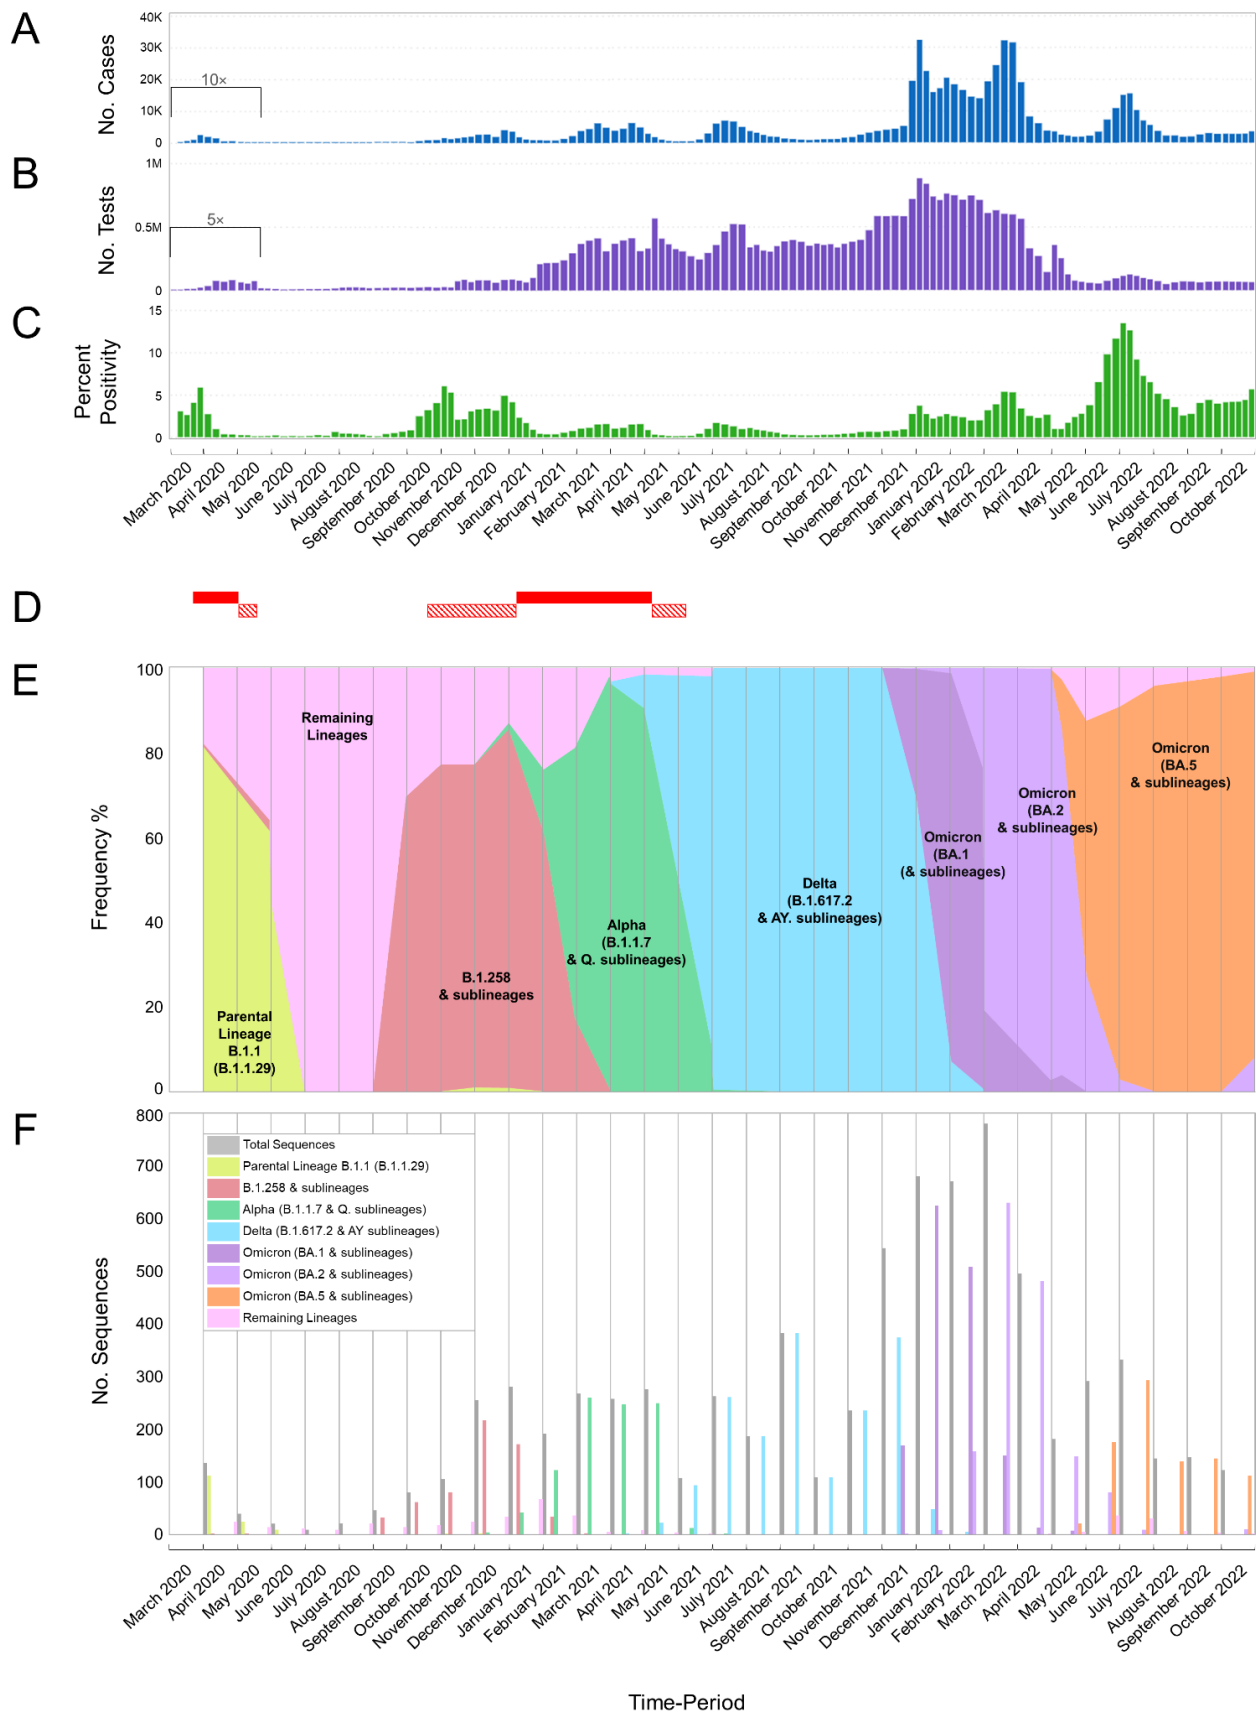 A
No. Cases
40K
30K
20K
10K
0
10×
B
No. Tests
1M
0.5M
0
5×
C
Percent
Positivity
15
10
5
0
March 2020
April 2020
May 2020
June 2020
July 2020
August 2020
September 2020
October 2020
November 2020
December 2020
January 2021
February 2021
March 2021
April 2021
May 2021
June 2021
July 2021
August 2021
September 2021
October 2021
November 2021
December 2021
January 2022
February 2022
March 2022
April 2022
May 2022
June 2022
July 2022
August 2022
September 2022
October 2022
D
E
Frequency %
100
80
60
40
20
0
Remaining
Lineages
Parental
Lineage
B.1.1
(B.1.1.29)
B.1.258
& sublineages
Alpha
(B.1.1.7
& Q. sublineages)
Delta
(B.1.617.2
& AY. sublineages)
Omicron
(BA.1
(& sublineages)
Omicron
(BA.2
& sublineages)
Omicron
(BA.5
& sublineages)
F
No. Sequences
800
700
600
500
400
300
200
100
0
Total Sequences
Parental Lineage B.1.1 (B.1.1.29)
B.1.258 & sublineages
Alpha (B.1.1.7 & Q. sublineages)
Delta (B.1.617.2 & AY sublineages)
Omicron (BA.1 & sublineages)
Omicron (BA.2 & sublineages)
Omicron (BA.5 & sublineages)
Remaining Lineages
March 2020
April 2020
May 2020
June 2020
July 2020
August 2020
September 2020
October 2020
November 2020
December 2020
January 2021
February 2021
March 2021
April 2021
May 2021
June 2021
July 2021
August 2021
September 2021
October 2021
November 2021
December 2021
January 2022
February 2022
March 2022
April 2022
May 2022
June 2022
July 2022
August 2022
September 2022
October 2022
Time-Period